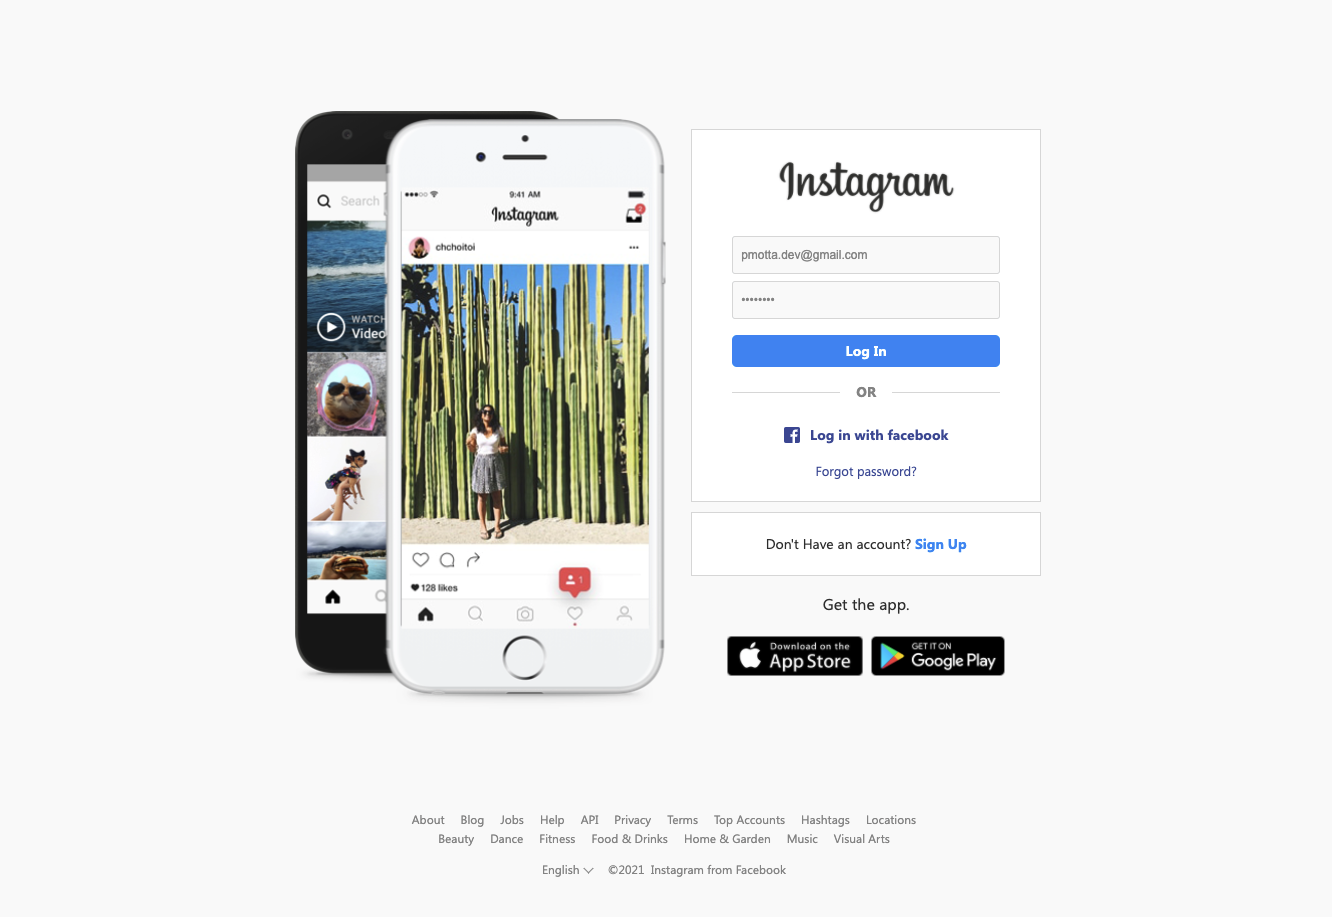 Search
WATCH
Video
9:41 AM
Instagram
2
chchoitoi
128 likes
1
Instagram
pmotta.dev@gmail.com
••••••••
Log In
OR
Log in with facebook
Forgot password?
Don't Have an account? Sign Up
Get the app.
Download on the
App Store
GET IT ON
Google Play
About Blog Jobs Help API Privacy Terms Top Accounts Hashtags Locations
Beauty Dance Fitness Food & Drinks Home & Garden Music Visual Arts
English ©2021 Instagram from Facebook